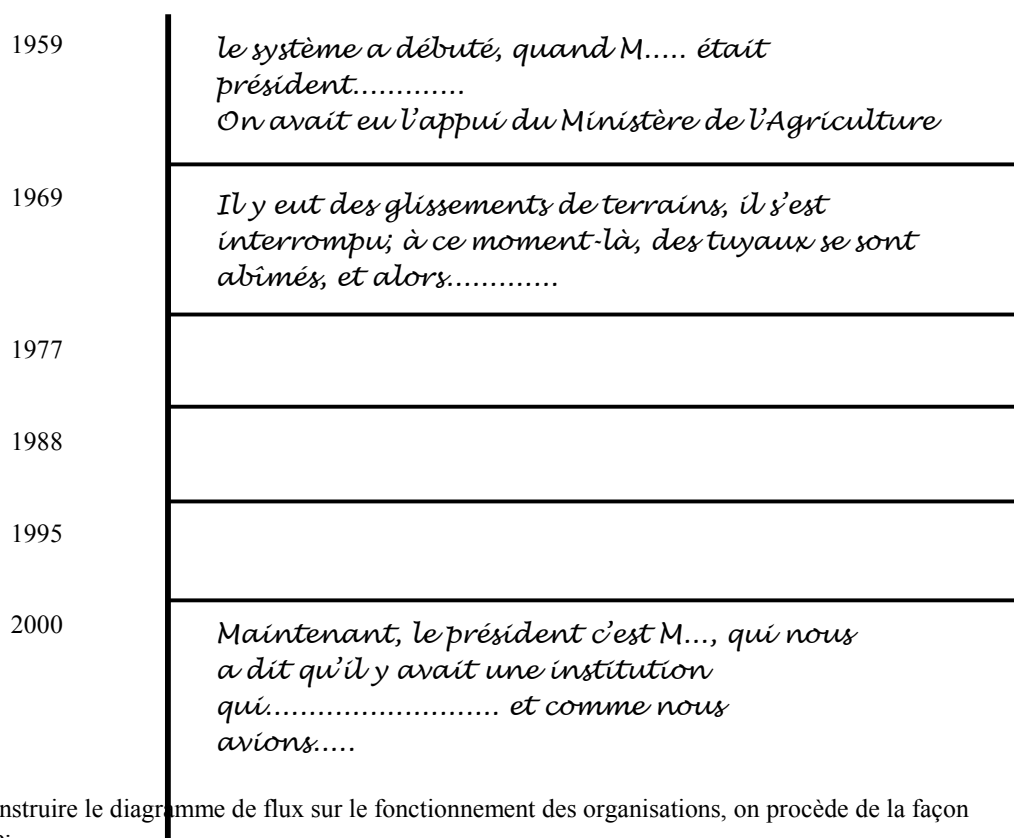 1959
le système a débuté, quand M..... était
président.............
On avait eu l'appui du Ministère de l'Agriculture
1969
Il y eut des glissements de terrains, il s'est
interrompu; à ce moment-là, des tuyaux se sont
abîmés, et alors.............
1977
1988
1995
2000
Maintenant, le président c'est M..., qui nous
a dit qu'il y avait une institution
qui.......................... et comme nous
avions.....
nstruire le diagramme de flux sur le fonctionnement des organisations, on procède de la façon